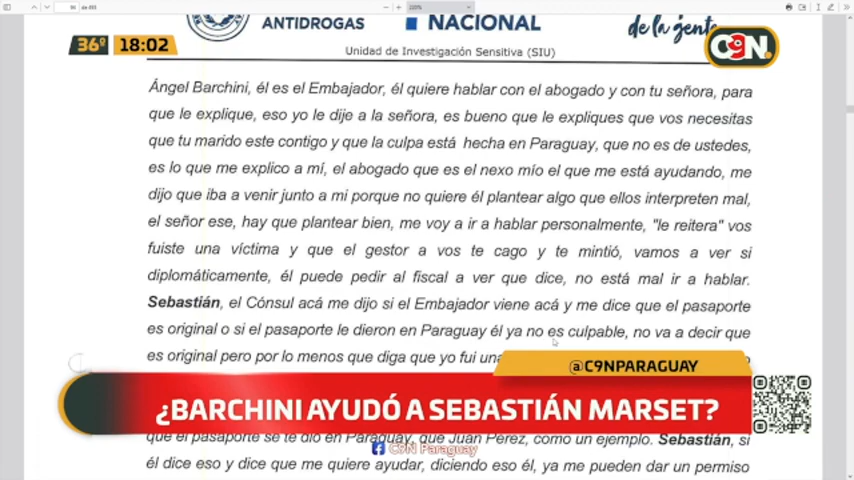 36 de 493
220%
ANTIDROGAS
NACIONAL
de la gente
36º 18:02
C9N
Unidad de Investigación Sensitiva (SIU)
Ángel Barchini, él es el Embajador, él quiere hablar con el abogado y con tu señora, para
que le explique, eso yo le dije a la señora, es bueno que le expliques que vos necesitas
que tu marido este contigo y que la culpa está hecha en Paraguay, que no es de ustedes,
es lo que me explico a mí, el abogado que es el nexo mío el que me está ayudando, me
dijo que iba a venir junto a mi porque no quiere él plantear algo que ellos interpreten mal,
el señor ese, hay que plantear bien, me voy a ir a hablar personalmente, "le reitera" vos
fuiste una víctima y que el gestor a vos te cago y te mintió, vamos a ver si
diplomáticamente, él puede pedir al fiscal a ver que dice, no está mal ir a hablar.
Sebastián, el Cónsul acá me dijo si el Embajador viene acá y me dice que el pasaporte
es original o si el pasaporte le dieron en Paraguay él ya no es culpable, no va a decir que
es original pero por lo menos que diga que yo fui una
@C9NPARAGUAY
¿BARCHINI AYUDÓ A SEBASTIÁN MARSET?
que el pasaporte se te dio en Paraguay, que Juan Pérez, como un ejemplo. Sebastián, si
C9N Paraguay
él dice eso y dice que me quiere ayudar, diciendo eso él, ya me pueden dar un permiso